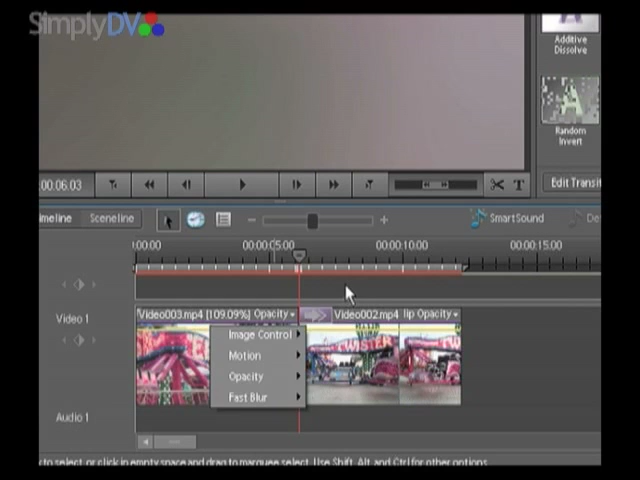 SimplyDV
Additive
Dissolve
Random
Invert
00.06.03
T
Edit Transiti
imeline
Sceneline
SmartSound
De
00:00
00:00:05:00
00:00:10:00
00:00:15:00
Video 1
Video003.mp4 [109.09%] Opacity
Video002.mp4
lip Opacity
Image Control
Motion
Opacity
Fast Blur
TWISTER
Audio 1
to select, or click in empty space and drag to marquee select. Use Shift, Alt, and Ctrl for other options.